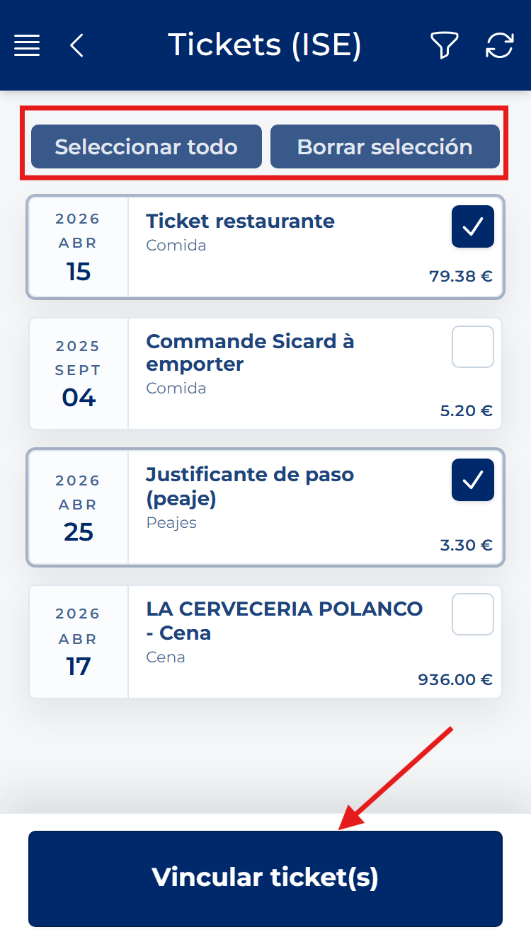 Tickets (ISE)
Seleccionar todo
Borrar selección
2026
ABR
15
Ticket restaurante
Comida
79.38 €
2025
SEPT
04
Commande Sicard à
emporter
Comida
5.20 €
2026
ABR
25
Justificante de paso
(peaje)
Peajes
3.30 €
2026
ABR
17
LA CERVECERIA POLANCO
- Cena
Cena
936.00 €
Vincular ticket(s)